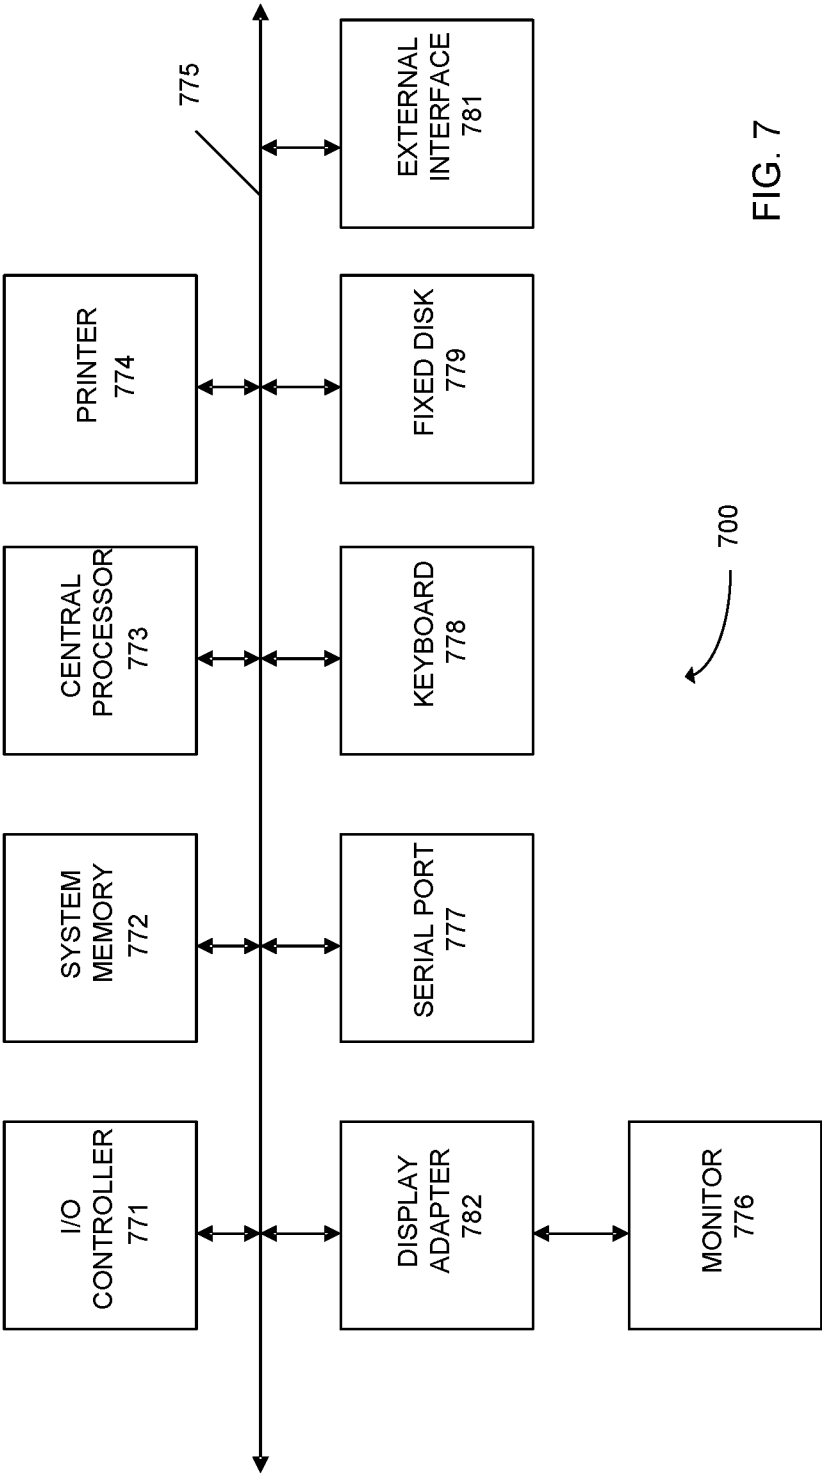 I/O
CONTROLLER
771
SYSTEM
MEMORY
772
CENTRAL
PROCESSOR
773
PRINTER
774
775
DISPLAY
ADAPTER
782
SERIAL PORT
777
KEYBOARD
778
FIXED DISK
779
EXTERNAL
INTERFACE
781
MONITOR
776
700
FIG. 7